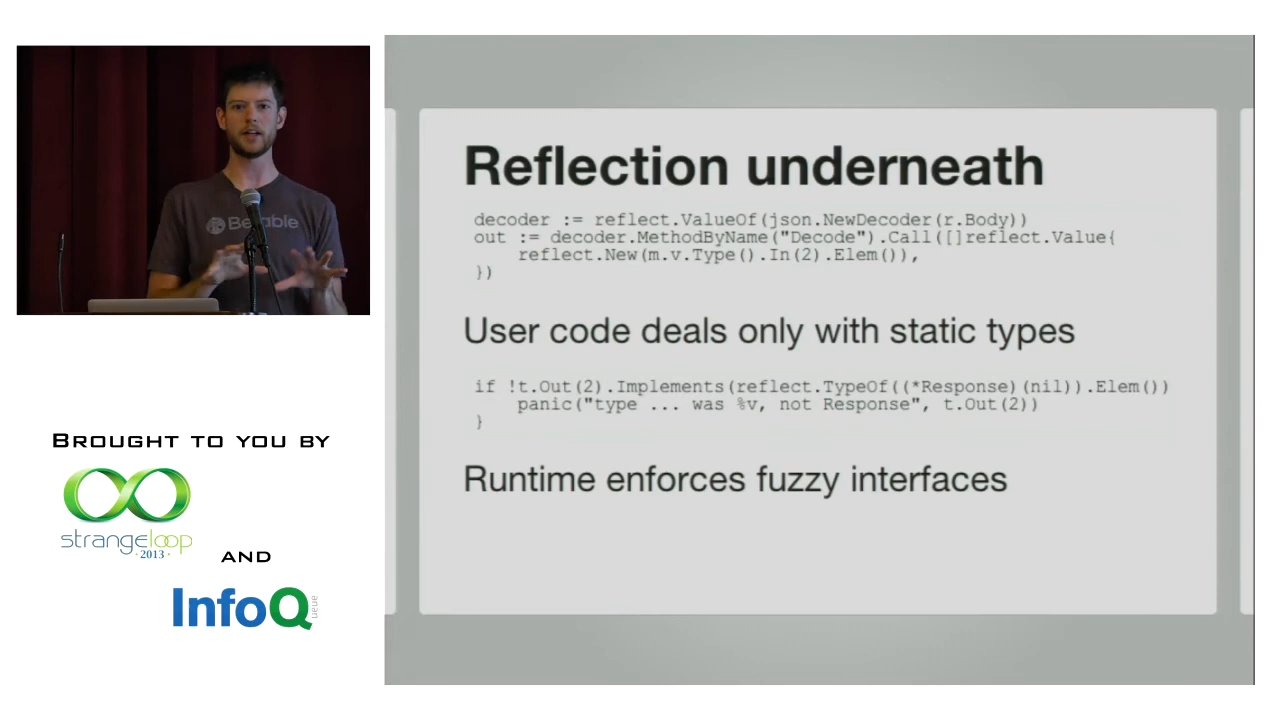 Betable
Reflection underneath
decoder := reflect.ValueOf(json.NewDecoder(r.Body))
out := decoder.MethodByName("Decode").Call([]reflect.Value{
    reflect.New(m.v.Type().In(2).Elem()),
})
User code deals only with static types
if !t.Out(2).Implements(reflect.TypeOf((*Response)(nil)).Elem())
    panic("type ... was %v, not Response", t.Out(2))
}
Runtime enforces fuzzy interfaces
BROUGHT TO YOU BY
strangeloop
· 2013 ·
AND
InfoQ
ueue